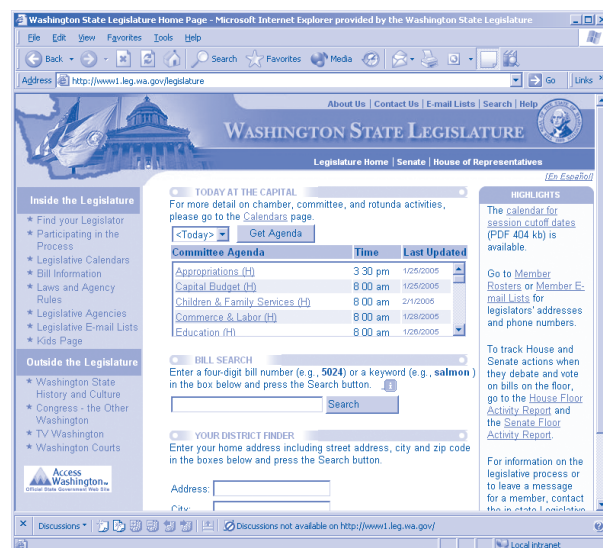 Washington State Legislature Home Page - Microsoft Internet Explorer provided by the Washington State Legislature
File Edit View Favorites Tools Help
Back Search Favorites Media
Address http://www1.leg.wa.gov/legislature Go Links
About Us | Contact Us | E-mail Lists | Search | Help
WASHINGTON STATE LEGISLATURE
Legislature Home | Senate | House of Representatives
[En Español]
Inside the Legislature
★ Find your Legislator
★ Participating in the
Process
★ Legislative Calendars
★ Bill Information
★ Laws and Agency
Rules
★ Legislative Agencies
★ Legislative E-mail Lists
★ Kids Page
Outside the Legislature
★ Washington State
History and Culture
★ Congress - the Other
Washington
★ TV Washington
★ Washington Courts
Access
Washington
Official State Government Web Site
TODAY AT THE CAPITAL
For more detail on chamber, committee, and rotunda activities,
please go to the Calendars page.
<Today> Get Agenda
Committee Agenda Time Last Updated
Appropriations (H) 3:30 pm 1/25/2005
Capital Budget (H) 8:00 am 1/25/2005
Children & Family Services (H) 8:00 am 2/1/2005
Commerce & Labor (H) 8:00 am 1/28/2005
Education (H) 8:00 am 1/26/2005
BILL SEARCH
Enter a four-digit bill number (e.g., 5024) or a keyword (e.g., salmon )
in the box below and press the Search button.
Search
YOUR DISTRICT FINDER
Enter your home address including street address, city and zip code
in the boxes below and press the Search button.
Address:
City:
HIGHLIGHTS
The calendar for
session cutoff dates
(PDF 404 kb) is
available.
Go to Member
Rosters or Member E-
mail Lists for
legislators' addresses
and phone numbers.
To track House and
Senate actions when
they debate and vote
on bills on the floor,
go to the House Floor
Activity Report and
the Senate Floor
Activity Report.
For information on the
legislative process or
to leave a message
for a member, contact
the in-state Legislative
Discussions Discussions not available on http://www1.leg.wa.gov/
Local intranet